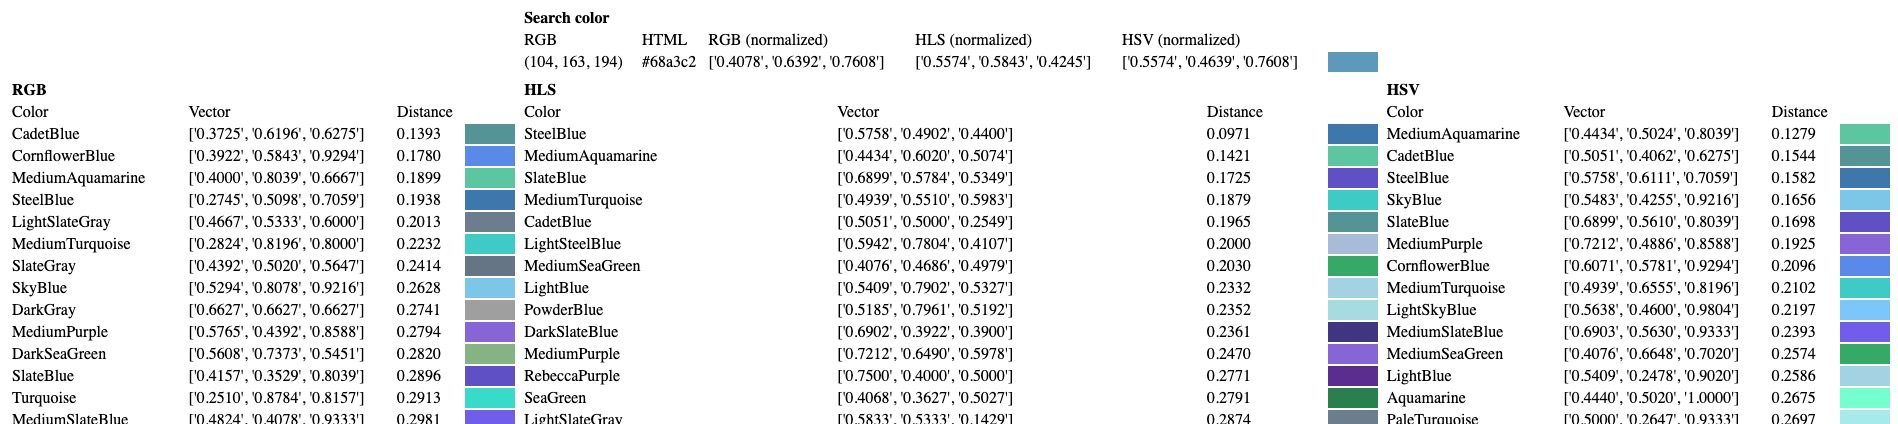 Search color
RGB HTML RGB (normalized) HLS (normalized) HSV (normalized)
(104, 163, 194) #68a3c2 ['0.4078', '0.6392', '0.7608'] ['0.5574', '0.5843', '0.4245'] ['0.5574', '0.4639', '0.7608']
RGB HLS HSV
Color Vector Distance Color Vector Distance Color Vector Distance
CadetBlue ['0.3725', '0.6196', '0.6275'] 0.1393 SteelBlue ['0.5758', '0.4902', '0.4400'] 0.0971 MediumAquamarine ['0.4434', '0.5024', '0.8039'] 0.1279
CornflowerBlue ['0.3922', '0.5843', '0.9294'] 0.1780 MediumAquamarine ['0.4434', '0.6020', '0.5074'] 0.1421 CadetBlue ['0.5051', '0.4062', '0.6275'] 0.1544
MediumAquamarine ['0.4000', '0.8039', '0.6667'] 0.1899 SlateBlue ['0.6899', '0.5784', '0.5349'] 0.1725 SteelBlue ['0.5758', '0.6111', '0.7059'] 0.1582
SteelBlue ['0.2745', '0.5098', '0.7059'] 0.1938 MediumTurquoise ['0.4939', '0.5510', '0.5983'] 0.1879 SkyBlue ['0.5483', '0.4255', '0.9216'] 0.1656
LightSlateGray ['0.4667', '0.5333', '0.6000'] 0.2013 CadetBlue ['0.5051', '0.5000', '0.2549'] 0.1965 SlateBlue ['0.6899', '0.5610', '0.8039'] 0.1698
MediumTurquoise ['0.2824', '0.8196', '0.8000'] 0.2232 LightSteelBlue ['0.5942', '0.7804', '0.4107'] 0.2000 MediumPurple ['0.7212', '0.4886', '0.8588'] 0.1925
SlateGray ['0.4392', '0.5020', '0.5647'] 0.2414 MediumSeaGreen ['0.4076', '0.4686', '0.4979'] 0.2030 CornflowerBlue ['0.6071', '0.5781', '0.9294'] 0.2096
SkyBlue ['0.5294', '0.8078', '0.9216'] 0.2628 LightBlue ['0.5409', '0.7902', '0.5327'] 0.2332 MediumTurquoise ['0.4939', '0.6555', '0.8196'] 0.2102
DarkGray ['0.6627', '0.6627', '0.6627'] 0.2741 PowderBlue ['0.5185', '0.7961', '0.5192'] 0.2352 LightSkyBlue ['0.5638', '0.4600', '0.9804'] 0.2197
MediumPurple ['0.5765', '0.4392', '0.8588'] 0.2794 DarkSlateBlue ['0.6902', '0.3922', '0.3900'] 0.2361 MediumSlateBlue ['0.6903', '0.5630', '0.9333'] 0.2393
DarkSeaGreen ['0.5608', '0.7373', '0.5451'] 0.2820 MediumPurple ['0.7212', '0.6490', '0.5978'] 0.2470 MediumSeaGreen ['0.4076', '0.6648', '0.7020'] 0.2574
SlateBlue ['0.4157', '0.3529', '0.8039'] 0.2896 RebeccaPurple ['0.7500', '0.4000', '0.5000'] 0.2771 LightBlue ['0.5409', '0.2478', '0.9020'] 0.2586
Turquoise ['0.2510', '0.8784', '0.8157'] 0.2913 SeaGreen ['0.4068', '0.3627', '0.5027'] 0.2791 Aquamarine ['0.4440', '0.5020', '1.0000'] 0.2675
MediumSlateBlue ['0.4824', '0.4078', '0.9333'] 0.2981 LightSlateGray ['0.5833', '0.5333', '0.1429'] 0.2874 PaleTurquoise ['0.5000', '0.2647', '0.9333'] 0.2697